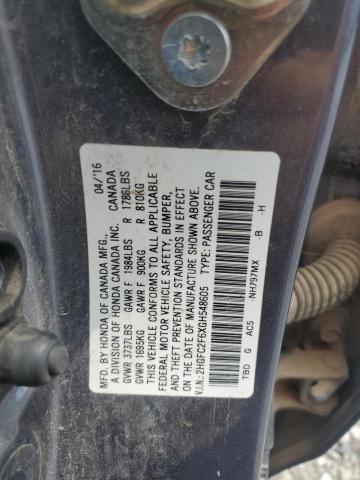 MFD. BY HONDA OF CANADA MFG. 04/'16
A DIVISION OF HONDA CANADA INC. CANADA
GVWR 3737LBS GAWR F 1984LBS R 1786LBS
GVWR 1695KG GAWR F 900KG R 810KG
THIS VEHICLE CONFORMS TO ALL APPLICABLE
FEDERAL MOTOR VEHICLE SAFETY, BUMPER,
AND THEFT PREVENTION STANDARDS IN EFFECT
ON THE DATE OF MANUFACTURE SHOWN ABOVE.
V.I.N.: 2HGFC2F6XGH548605 TYPE: PASSENGER CAR
TBD G AC5 -NH797MX -B -H